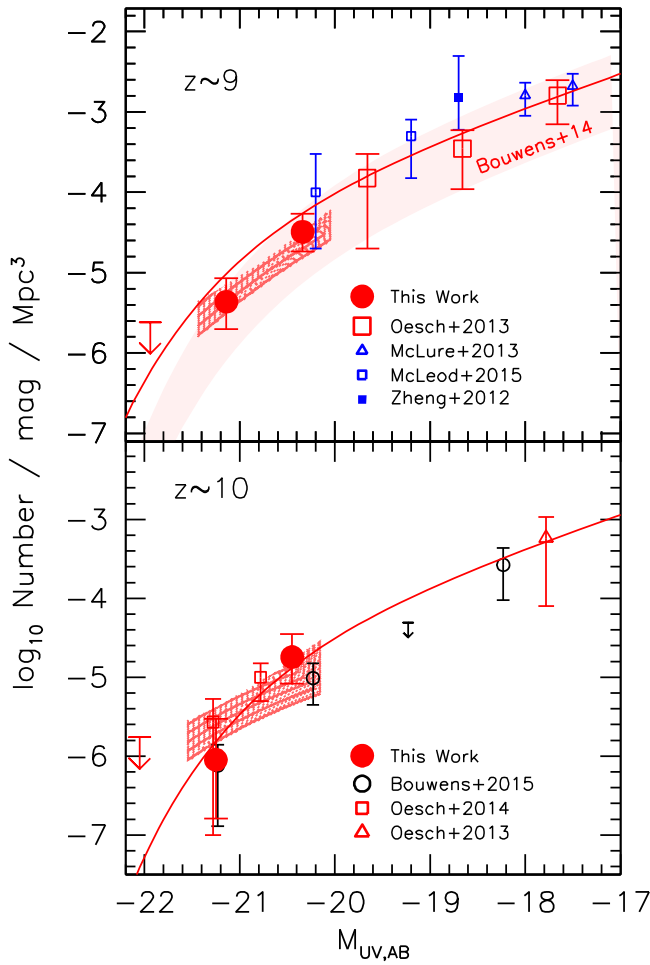 −2
−3
−4
−5
−6
−7
z~9
Bouwens+14
This Work
Oesch+2013
McLure+2013
McLeod+2015
Zheng+2012
log₁₀ Number / mag / Mpc³
−3
−4
−5
−6
−7
z~10
This Work
Bouwens+2015
Oesch+2014
Oesch+2013
−22 −21 −20 −19 −18 −17
M_UV,AB